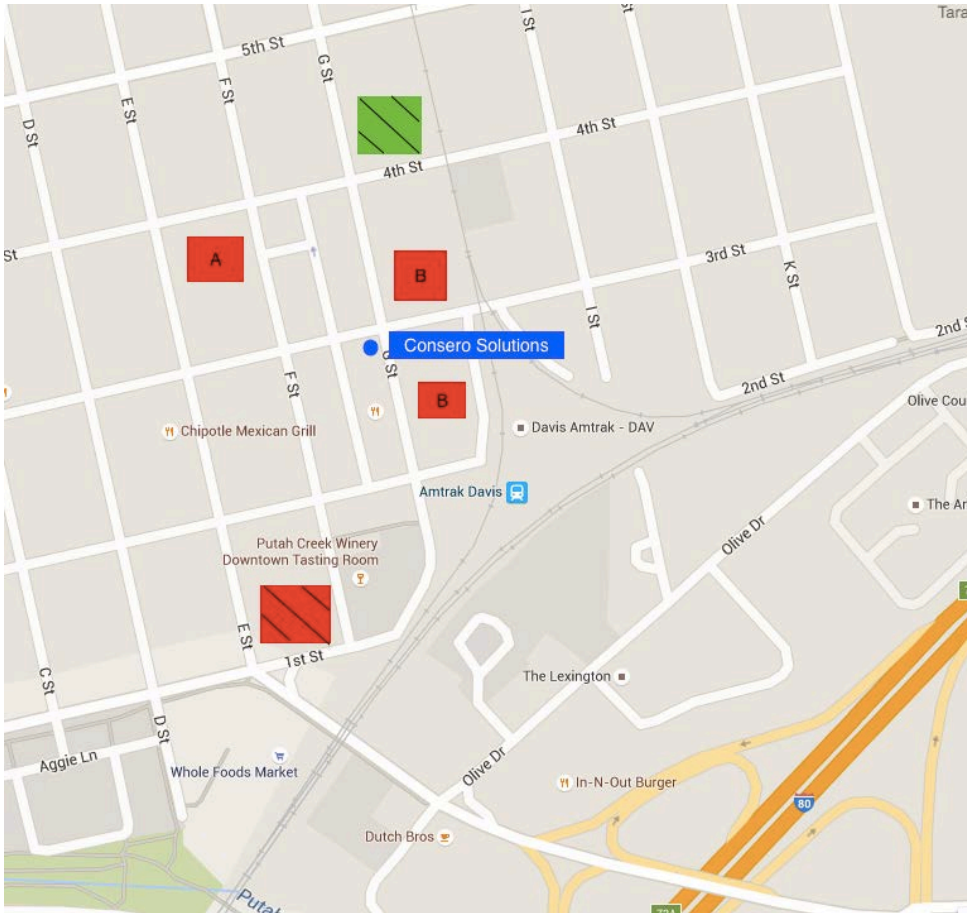 Tara
5th St
G St
I St
St
F St
E St
D St
4th St
4th St
St
A
B
3rd St
K St
I St
2nd S
Consero Solutions
G St
F St
2nd St
B
Olive Cou
Chipotle Mexican Grill
Davis Amtrak - DAV
Amtrak Davis
The Ar
Olive Dr
Putah Creek Winery
Downtown Tasting Room
E St
1st St
C St
D St
The Lexington
Aggie Ln
Whole Foods Market
Olive Dr
In-N-Out Burger
80
Dutch Bros
Putah
72A